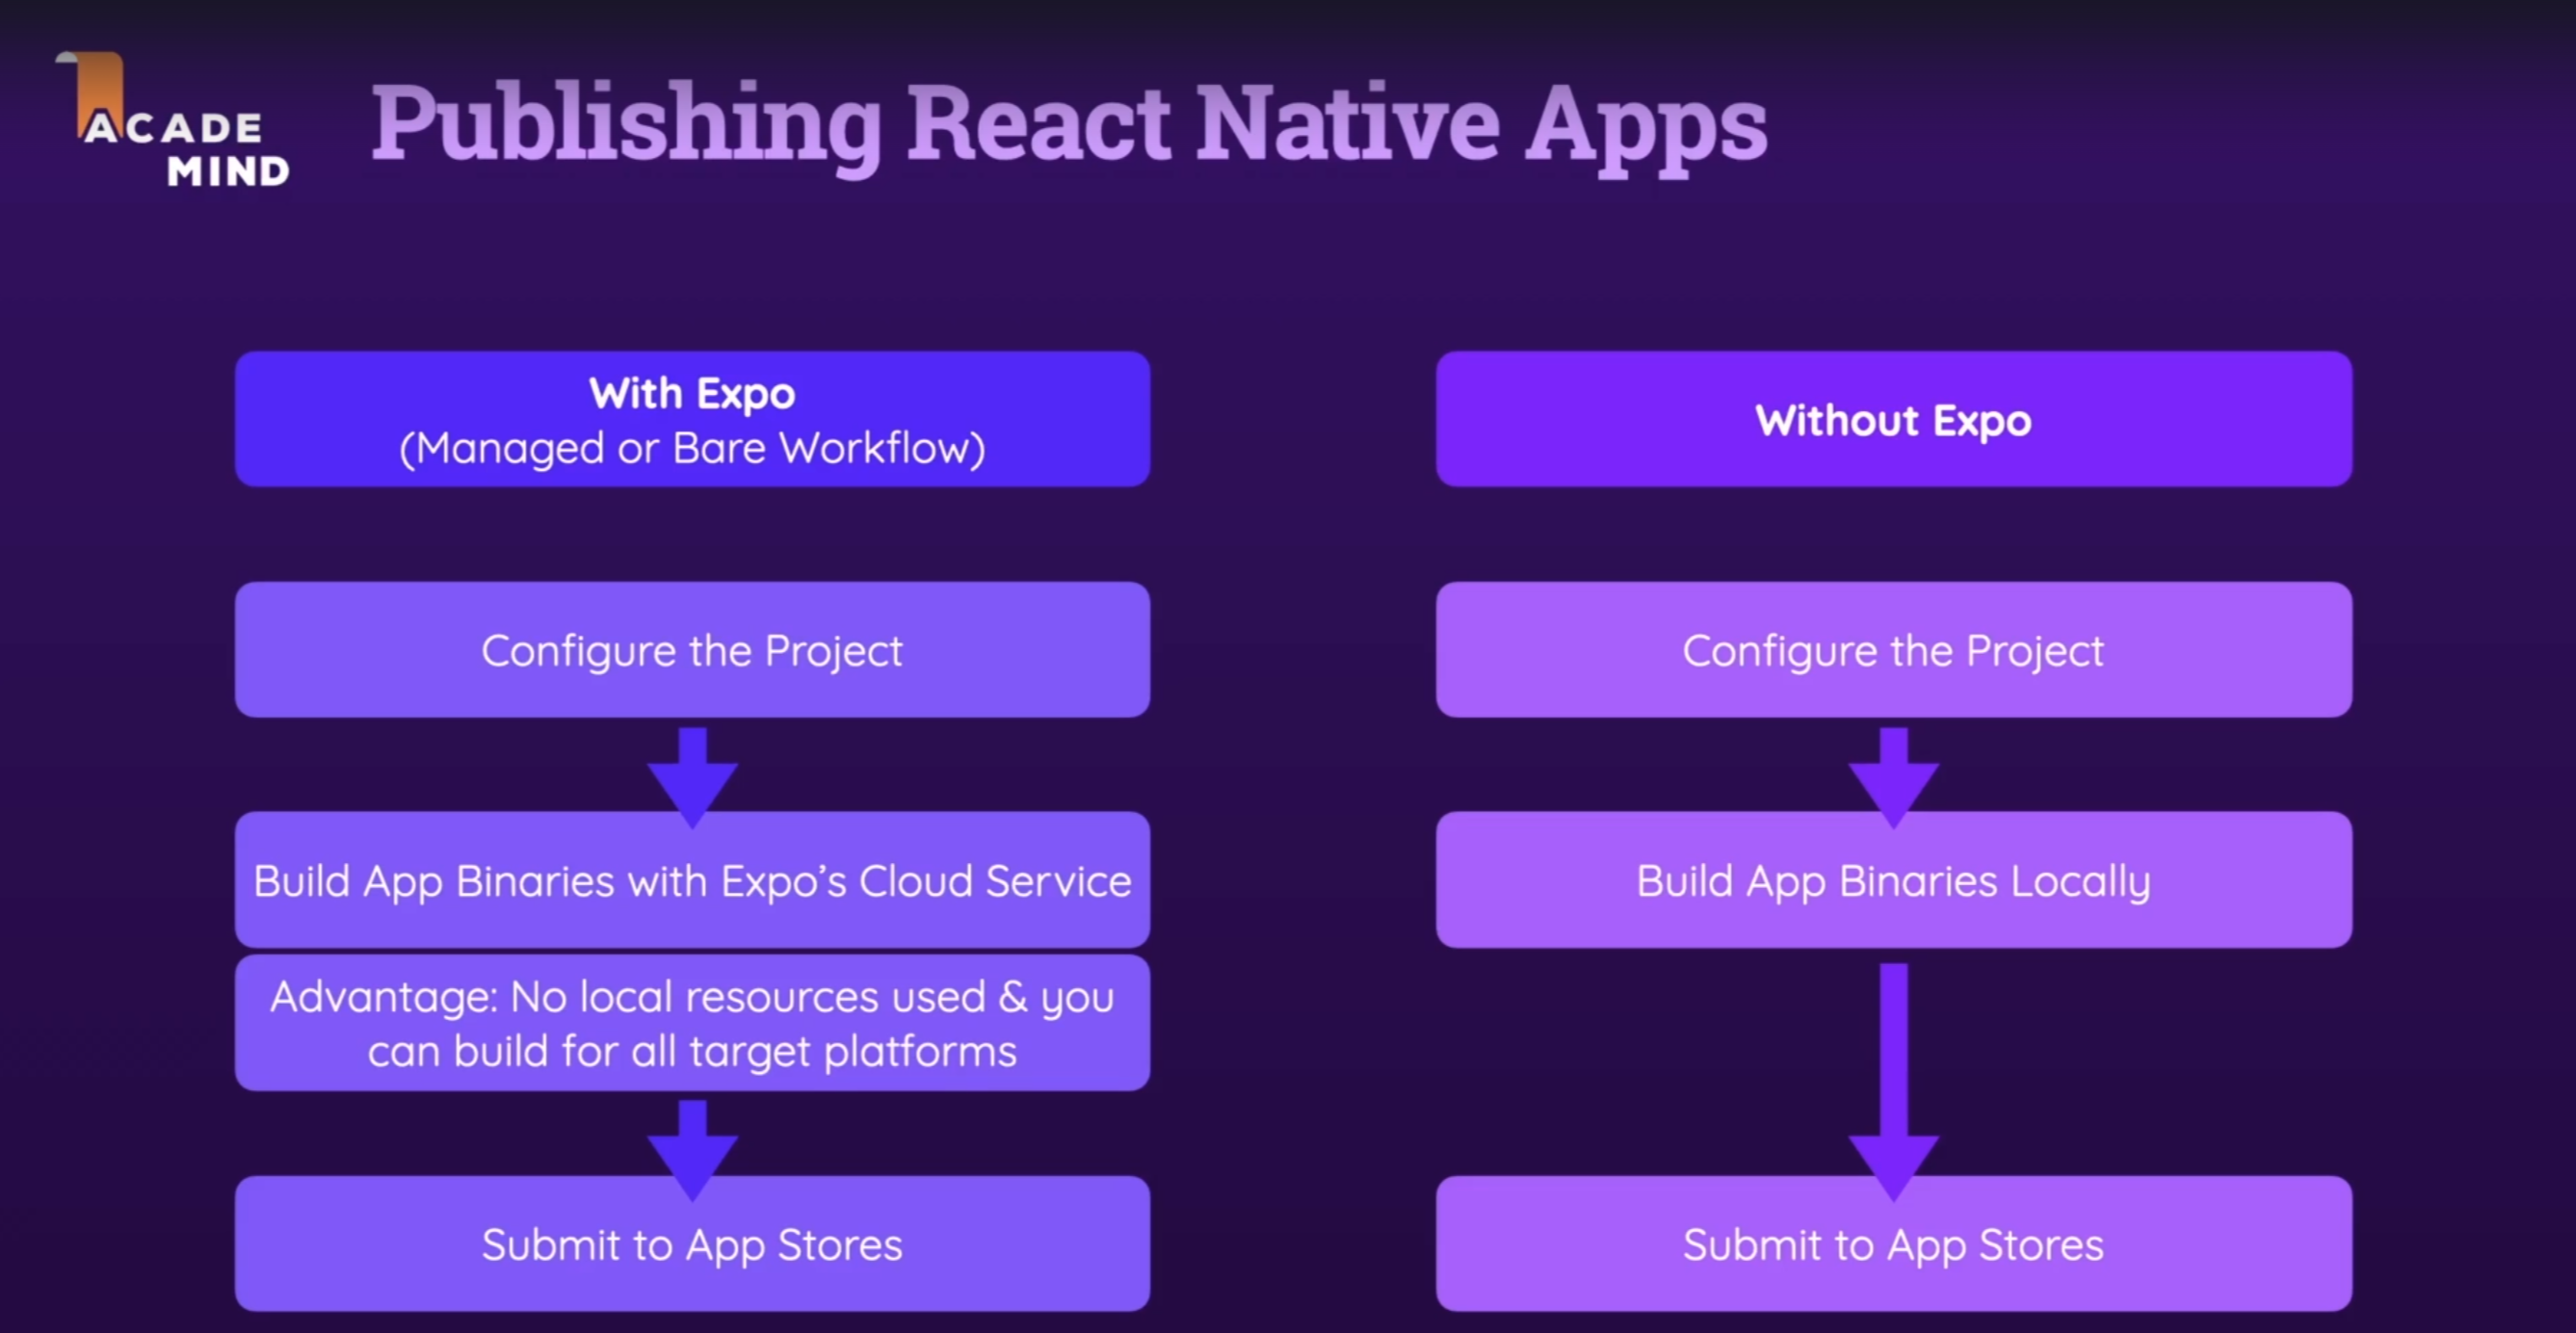 ACADE
MIND
Publishing React Native Apps
With Expo
(Managed or Bare Workflow)
Configure the Project
Build App Binaries with Expo’s Cloud Service
Advantage: No local resources used & you
can build for all target platforms
Submit to App Stores
Without Expo
Configure the Project
Build App Binaries Locally
Submit to App Stores